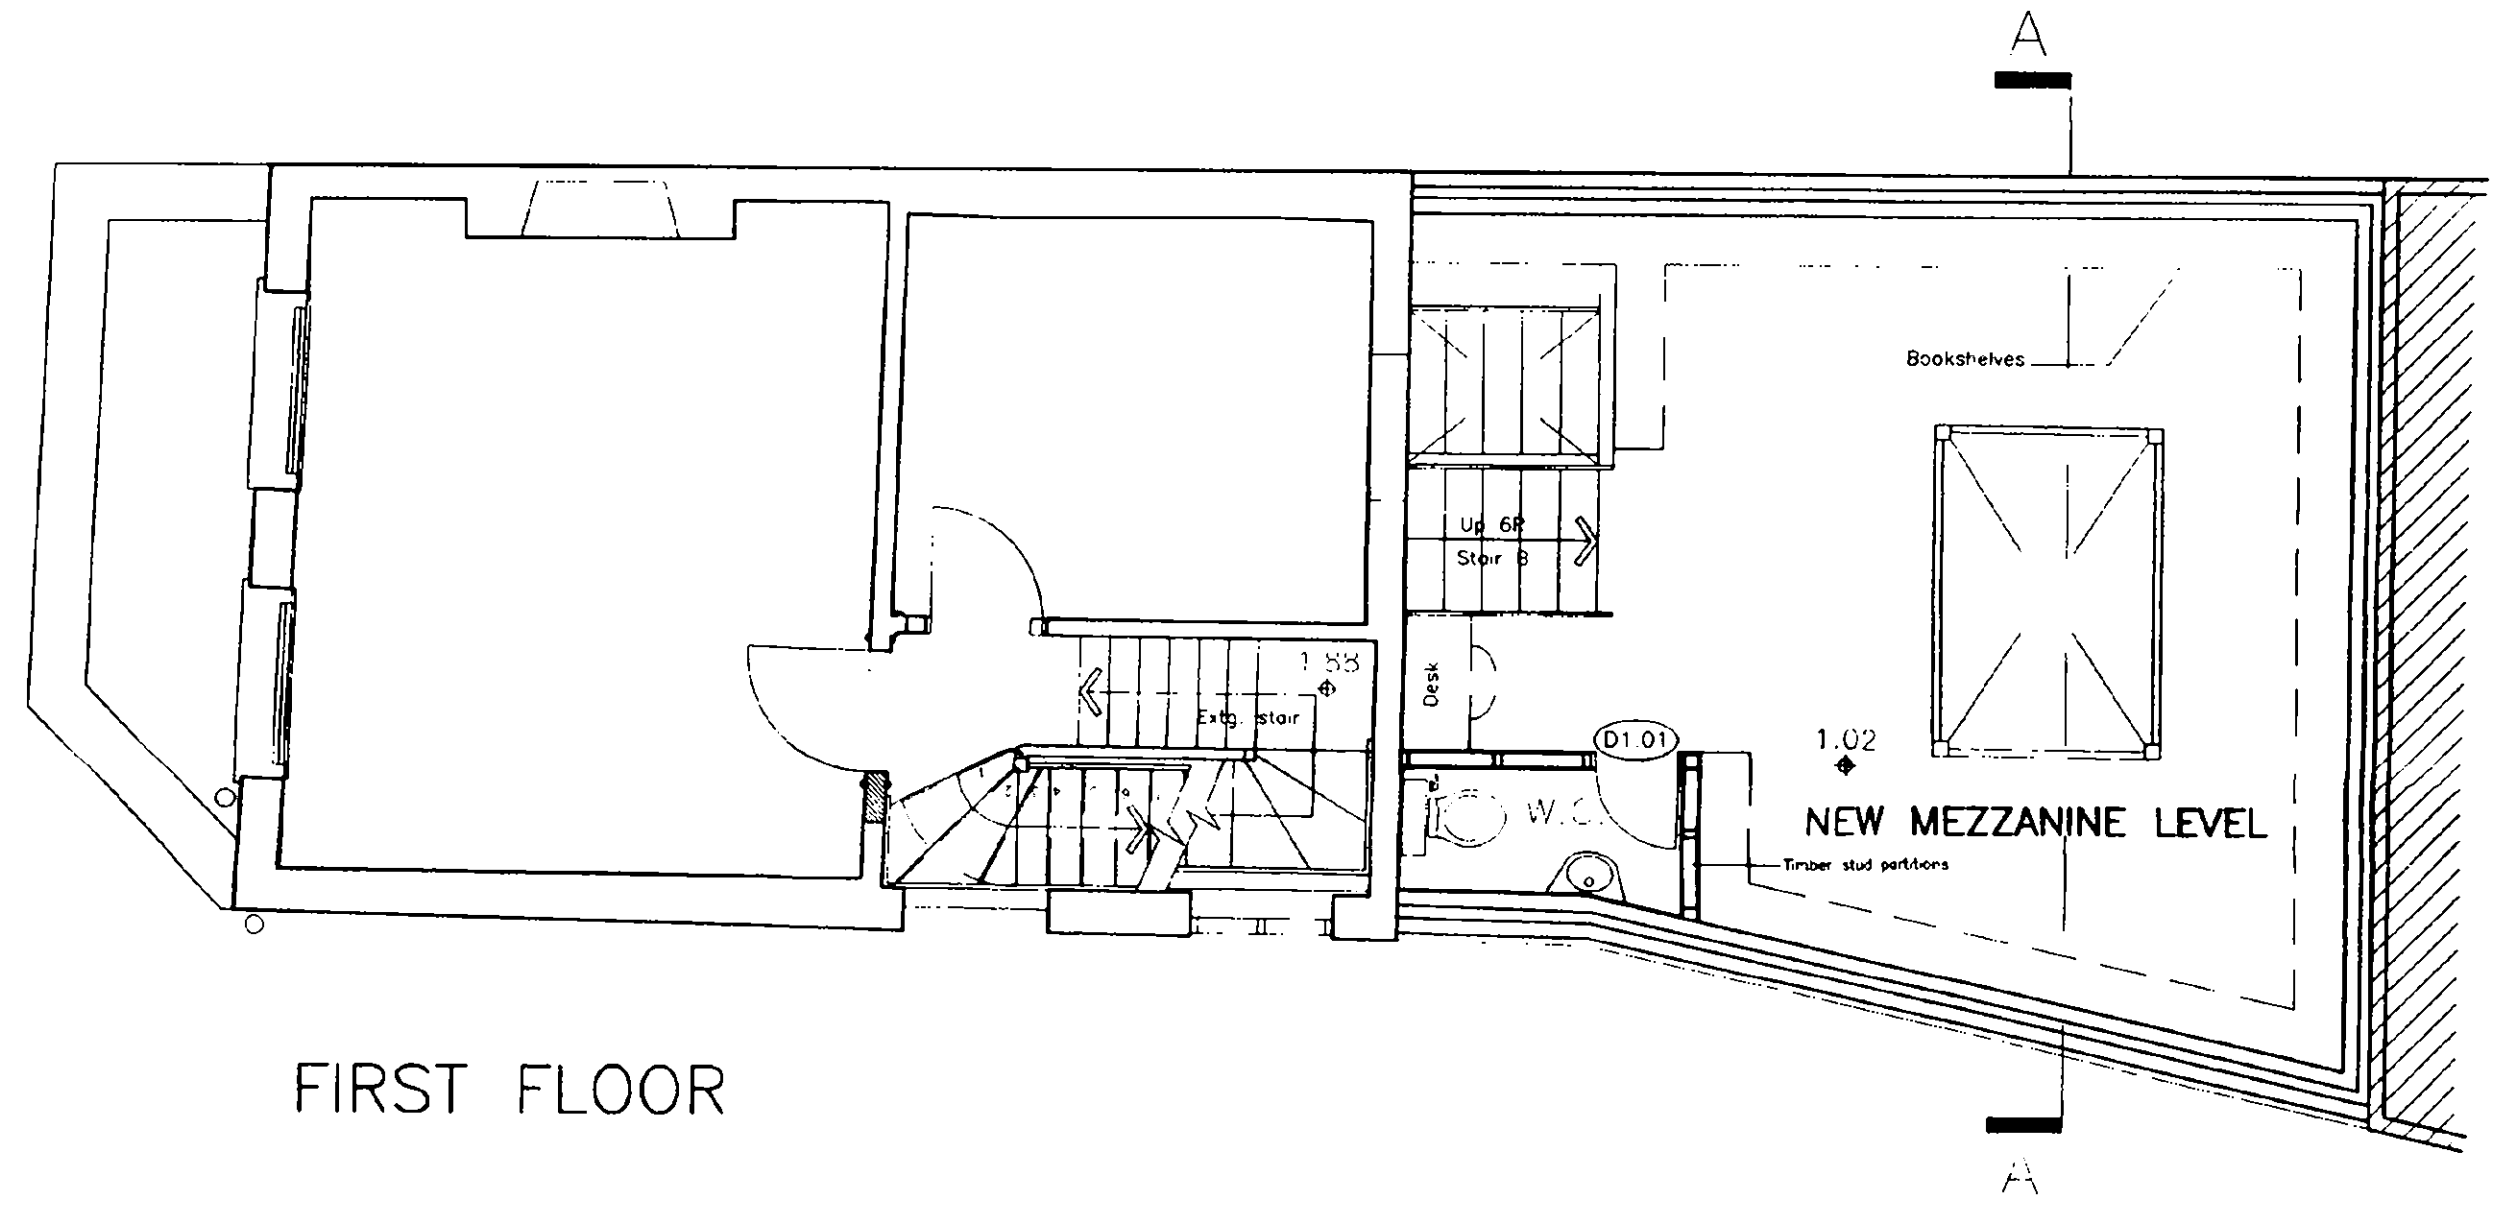 A
Bookshelves
Up 6R
Stair B
1.88
Extg. stair
Desk
D1.01
1.02
W.C.
NEW MEZZANINE LEVEL
Timber stud partitions
FIRST FLOOR
A